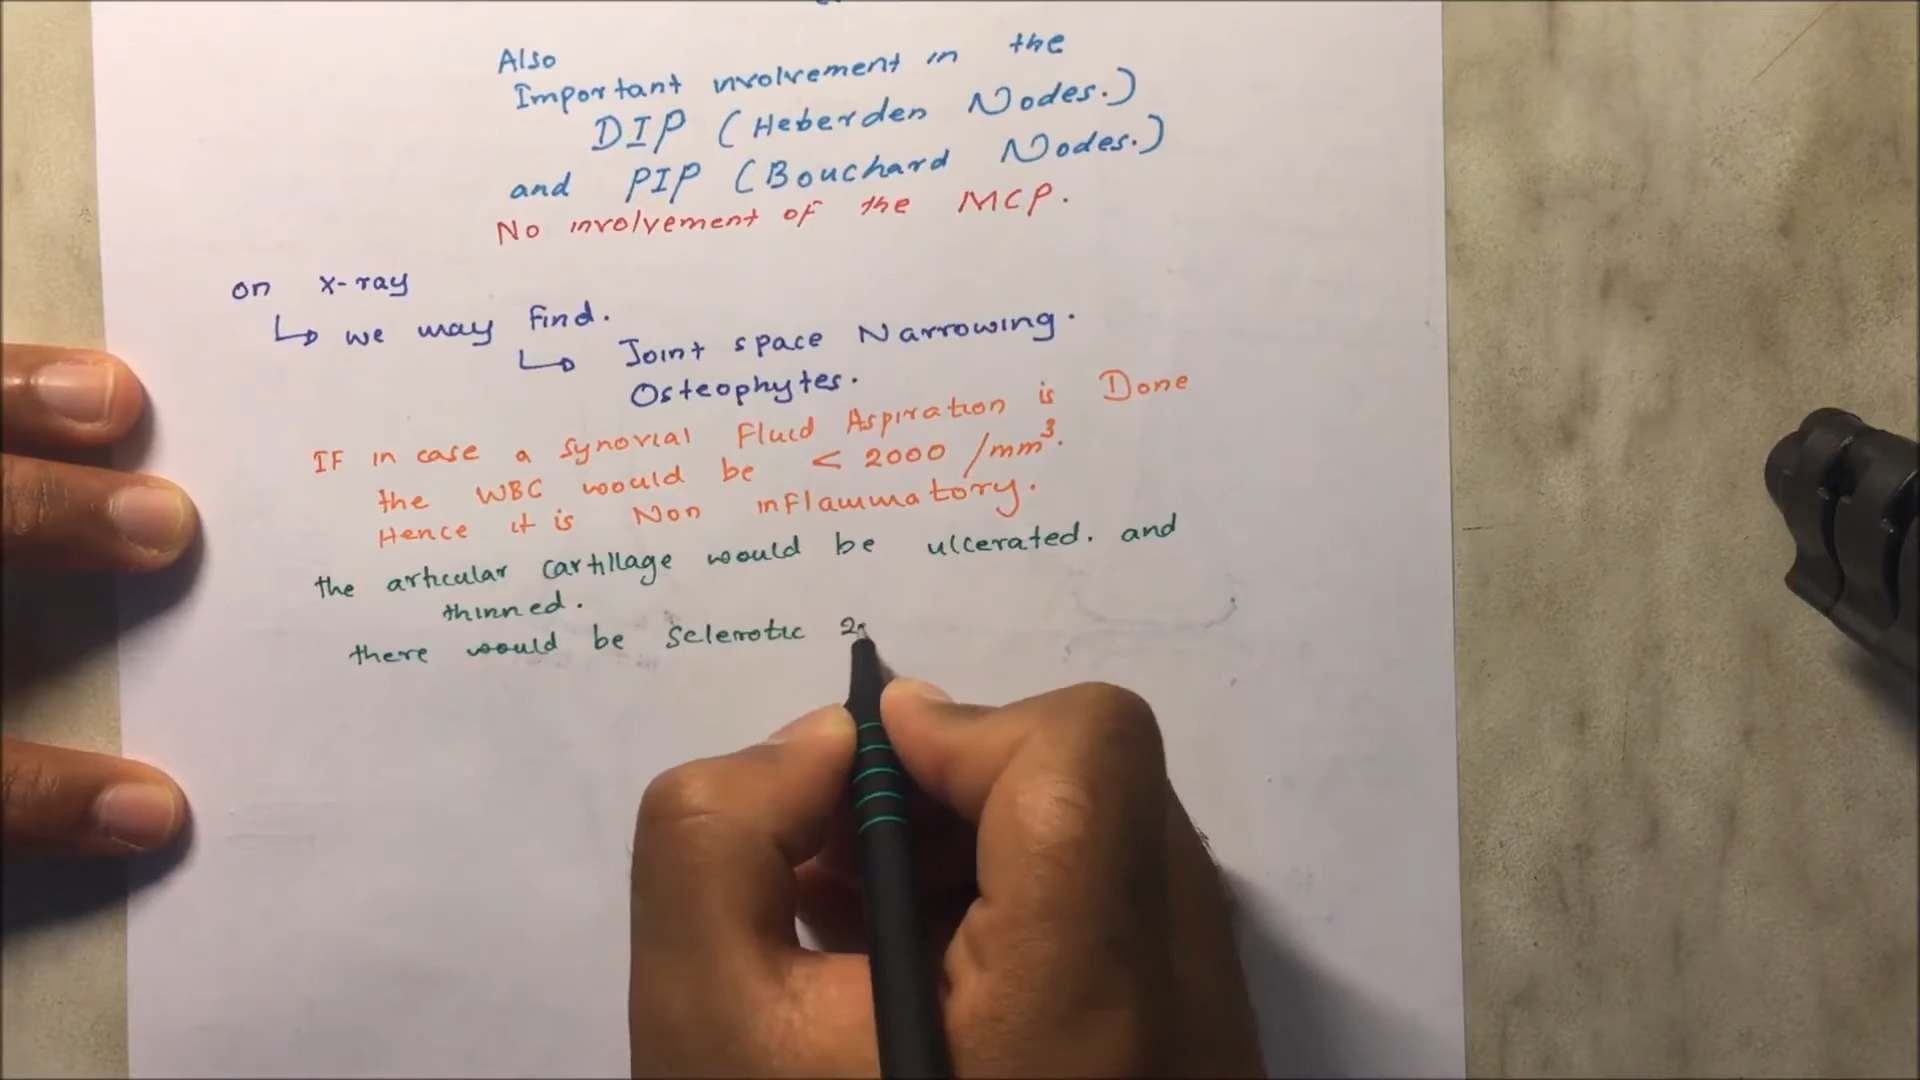 Also
Important involvement in the
DIP (Heberden Nodes.)
and PIP (Bouchard Nodes.)
No involvement of the MCP.
on x-ray
↳ we may find.
↳ Joint space Narrowing.
Osteophytes.
IF in case a synovial Fluid Aspiration is Done
the WBC would be < 2000 /mm³.
Hence it is Non inflammatory.
the articular cartillage would be ulcerated. and
thinned.
there would be Sclerotic